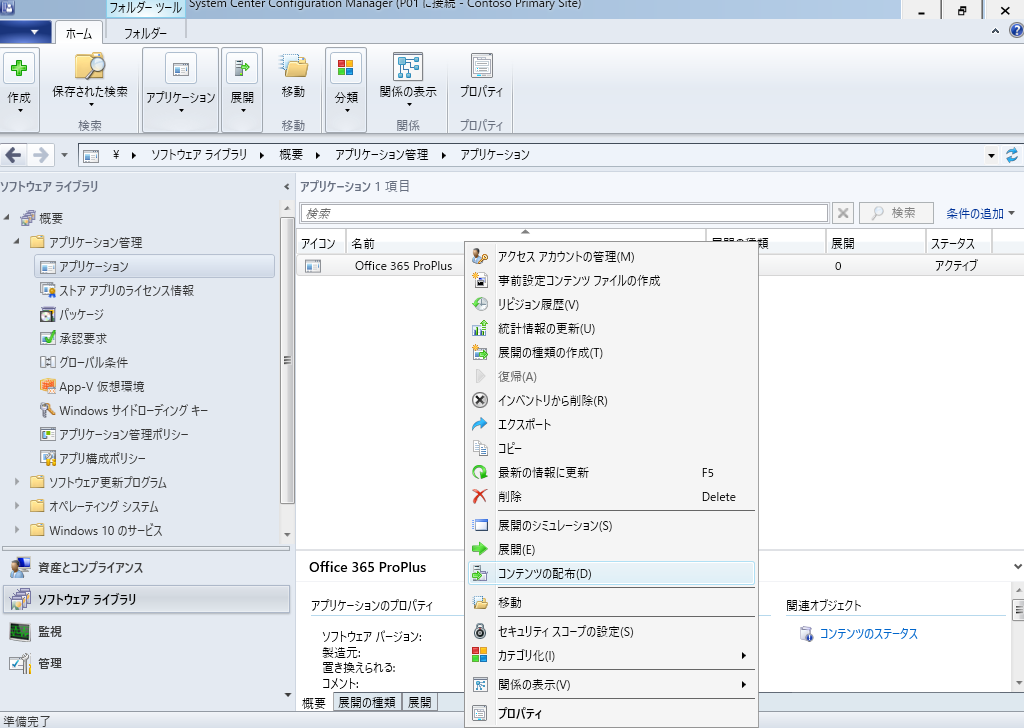 フォルダー ツール
System Center Configuration Manager (P01 に接続 - Contoso Primary Site)
ホーム
フォルダー
作成
保存された検索
アプリケーション
展開
移動
分類
関係の表示
プロパティ
検索
移動
関係
プロパティ
¥ ソフトウェア ライブラリ 概要 アプリケーション管理 アプリケーション
ソフトウェア ライブラリ
概要
アプリケーション管理
アプリケーション
ストア アプリのライセンス情報
パッケージ
承認要求
グローバル条件
App-V 仮想環境
Windows サイドローディング キー
アプリケーション管理ポリシー
アプリ構成ポリシー
ソフトウェア更新プログラム
オペレーティング システム
Windows 10 のサービス
資産とコンプライアンス
ソフトウェア ライブラリ
監視
管理
準備完了
アプリケーション 1 項目
検索
検索
条件の追加
アイコン 名前 展開の種類 展開 ステータス
Office 365 ProPlus 0 アクティブ
アクセス アカウントの管理(M)
事前設定コンテンツ ファイルの作成
リビジョン履歴(V)
統計情報の更新(U)
展開の種類の作成(T)
復帰(A)
インベントリから削除(R)
エクスポート
コピー
最新の情報に更新 F5
削除 Delete
展開のシミュレーション(S)
展開(E)
コンテンツの配布(D)
移動
セキュリティ スコープの設定(S)
カテゴリ化(I)
関係の表示(V)
プロパティ
Office 365 ProPlus
アプリケーションのプロパティ
ソフトウェア バージョン:
製造元:
置き換えられる:
コメント:
関連オブジェクト
コンテンツのステータス
概要 展開の種類 展開